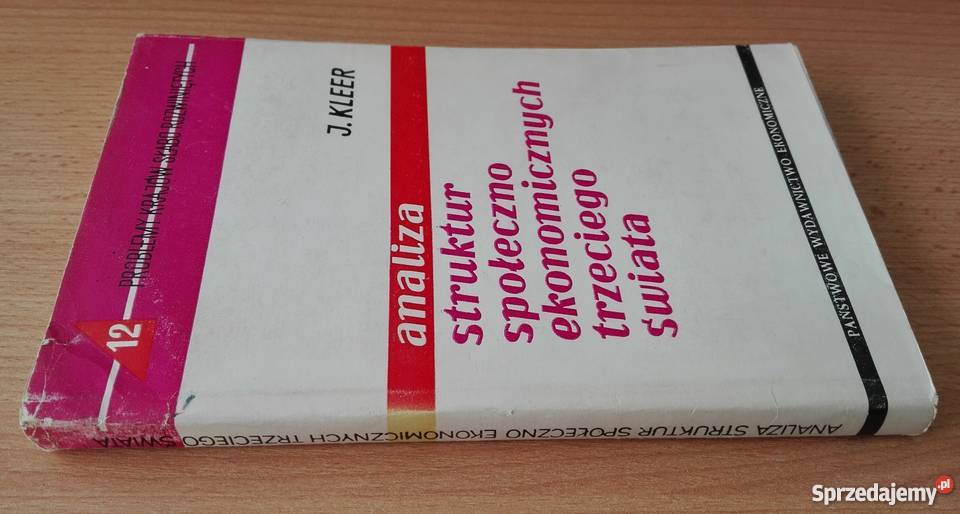 PROBLEMY KRAJÓW SŁABO ROZWINIĘTYCH
12
J. KLEER
analiza
struktur
społeczno
ekonomicznych
trzeciego
świata
PAŃSTWOWE WYDAWNICTWO EKONOMICZNE
ANALIZA STRUKTUR SPOŁECZNO EKONOMICZNYCH TRZECIEGO ŚWIATA
Sprzedajemy.pl